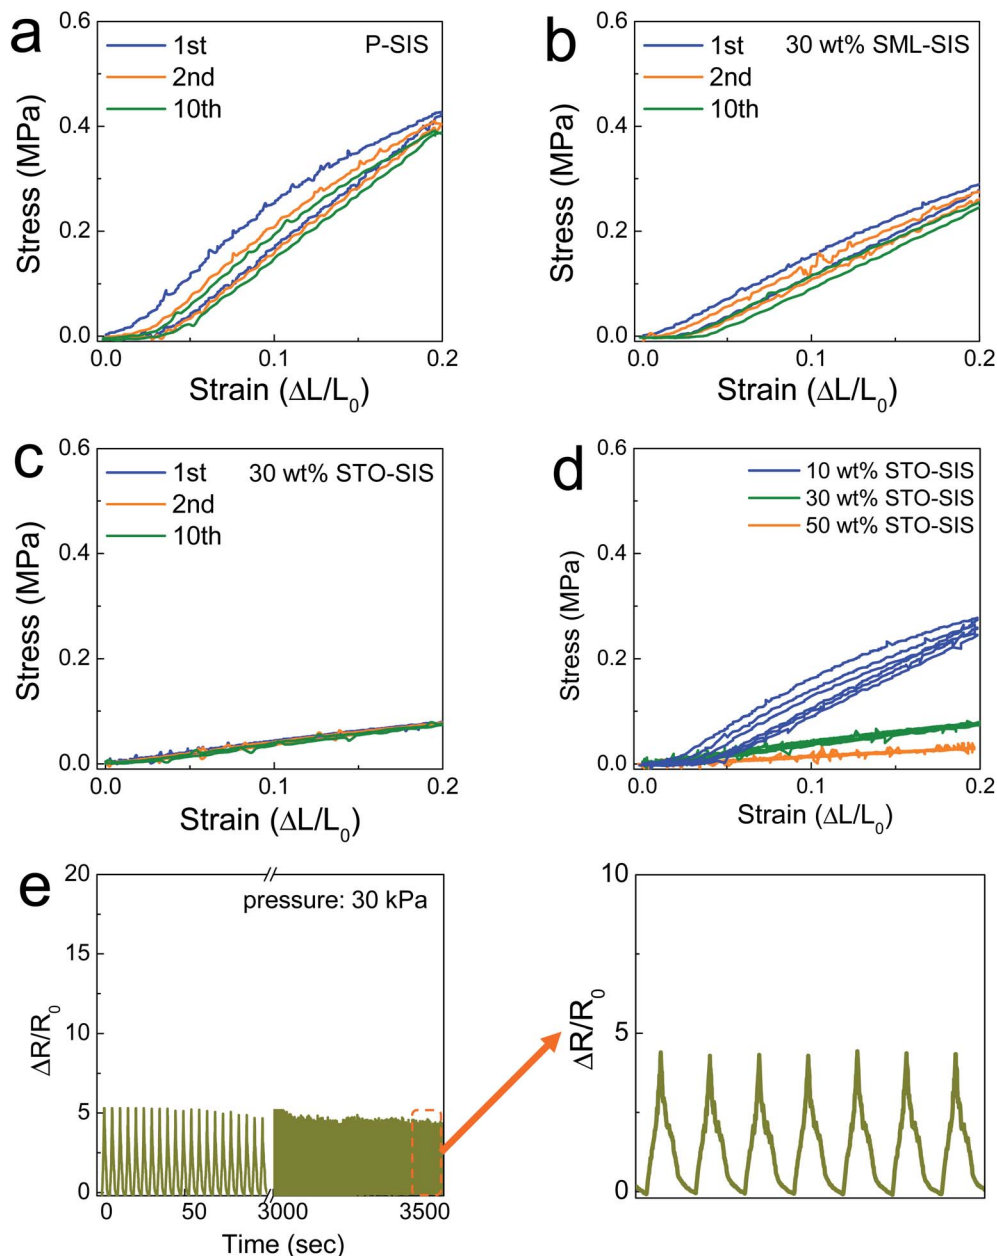 a
P-SIS
1st
2nd
10th
Stress (MPa)
0.6
0.4
0.2
0.0
0.0
0.1
0.2
Strain (ΔL/L₀)
b
30 wt% SML-SIS
1st
2nd
10th
Stress (MPa)
0.6
0.4
0.2
0.0
0.0
0.1
0.2
Strain (ΔL/L₀)
c
30 wt% STO-SIS
1st
2nd
10th
Stress (MPa)
0.6
0.4
0.2
0.0
0.0
0.1
0.2
Strain (ΔL/L₀)
d
10 wt% STO-SIS
30 wt% STO-SIS
50 wt% STO-SIS
Stress (MPa)
0.6
0.4
0.2
0.0
0.0
0.1
0.2
Strain (ΔL/L₀)
e
pressure: 30 kPa
ΔR/R₀
20
15
10
5
0
0
50
3000
3500
Time (sec)
ΔR/R₀
10
5
0